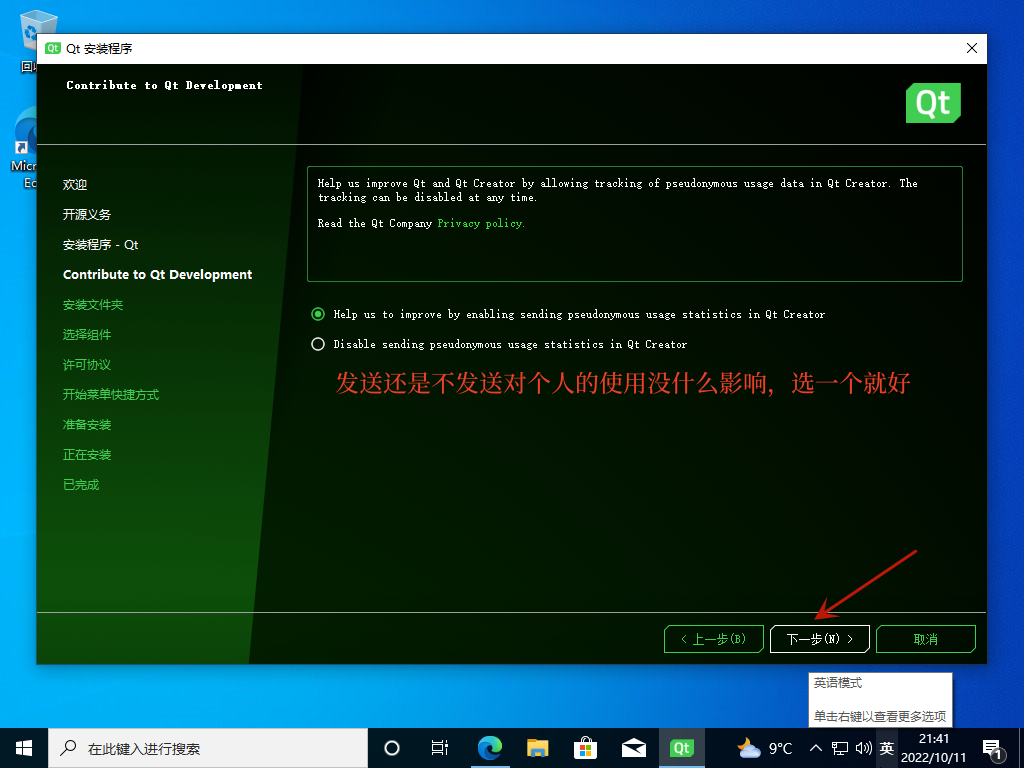 回收
Micr
Ec
Qt Qt 安装程序
Contribute to Qt Development
Qt
欢迎
开源义务
安装程序 - Qt
Contribute to Qt Development
安装文件夹
选择组件
许可协议
开始菜单快捷方式
准备安装
正在安装
已完成
Help us improve Qt and Qt Creator by allowing tracking of pseudonymous usage data in Qt Creator. The
tracking can be disabled at any time.
Read the Qt Company Privacy policy.
Help us to improve by enabling sending pseudonymous usage statistics in Qt Creator
Disable sending pseudonymous usage statistics in Qt Creator
发送还是不发送对个人的使用没什么影响，选一个就好
< 上一步(B)
下一步(N) >
取消
英语模式
单击右键以查看更多选项
在此键入进行搜索
Qt
9°C
英
21:41
2022/10/11
1